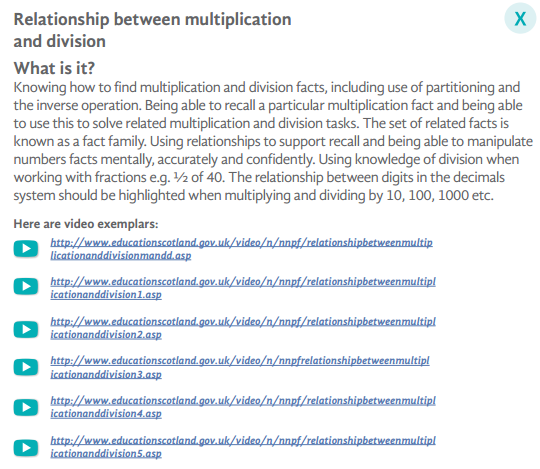 Relationship between multiplication
and division
X
What is it?
Knowing how to find multiplication and division facts, including use of partitioning and
the inverse operation. Being able to recall a particular multiplication fact and being able
to use this to solve related multiplication and division tasks. The set of related facts is
known as a fact family. Using relationships to support recall and being able to manipulate
numbers facts mentally, accurately and confidently. Using knowledge of division when
working with fractions e.g. ½ of 40. The relationship between digits in the decimals
system should be highlighted when multiplying and dividing by 10, 100, 1000 etc.
Here are video exemplars:
http://www.educationscotland.gov.uk/video/n/nnpf/relationshipbetweenmultip
licationanddivisionmandd.asp
http://www.educationscotland.gov.uk/video/n/nnpf/relationshipbetweenmultipl
icationanddivision1.asp
http://www.educationscotland.gov.uk/video/n/nnpf/relationshipbetweenmultipl
icationanddivision2.asp
http://www.educationscotland.gov.uk/video/n/nnpfrelationshipbetweenmultipl
icationanddivision3.asp
http://www.educationscotland.gov.uk/video/n/nnpf/relationshipbetweenmultipl
icationanddivision4.asp
http://www.educationscotland.gov.uk/video/n/nnpf/relationshipbetweenmultipl
icationanddivision5.asp